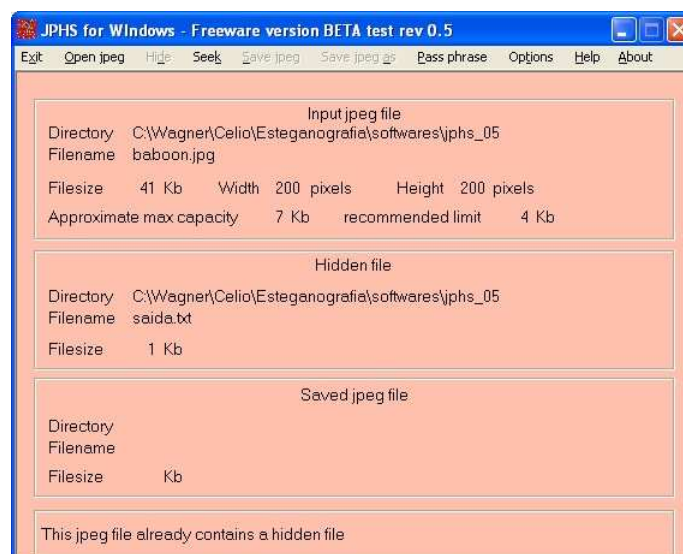 JPHS for WIndows - Freeware version BETA test rev 0.5
Exit Open jpeg Hide Seek Save jpeg Save jpeg as Pass phrase Options Help About
Input jpeg file
Directory C:\Wagner\Celio\Esteganografia\softwares\jphs_05
Filename baboon.jpg
Filesize 41 Kb Width 200 pixels Height 200 pixels
Approximate max capacity 7 Kb recommended limit 4 Kb
Hidden file
Directory C:\Wagner\Celio\Esteganografia\softwares\jphs_05
Filename saida.txt
Filesize 1 Kb
Saved jpeg file
Directory
Filename
Filesize Kb
This jpeg file already contains a hidden file